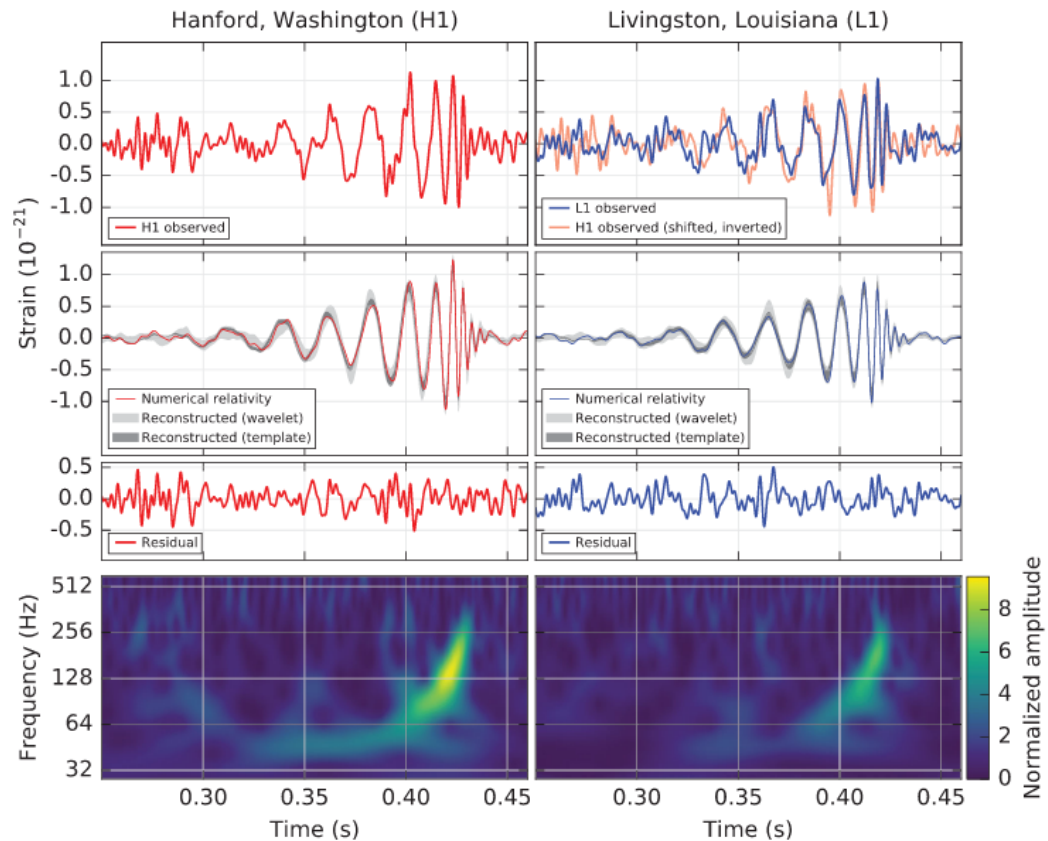 Hanford, Washington (H1)
Livingston, Louisiana (L1)
Strain (10⁻²¹)
1.0
0.5
0.0
-0.5
-1.0
H1 observed
L1 observed
H1 observed (shifted, inverted)
1.0
0.5
0.0
-0.5
-1.0
Numerical relativity
Reconstructed (wavelet)
Reconstructed (template)
Numerical relativity
Reconstructed (wavelet)
Reconstructed (template)
0.5
0.0
-0.5
Residual
Residual
Frequency (Hz)
512
256
128
64
32
0.30 0.35 0.40 0.45
Time (s)
0.30 0.35 0.40 0.45
Time (s)
Normalized amplitude
8
6
4
2
0